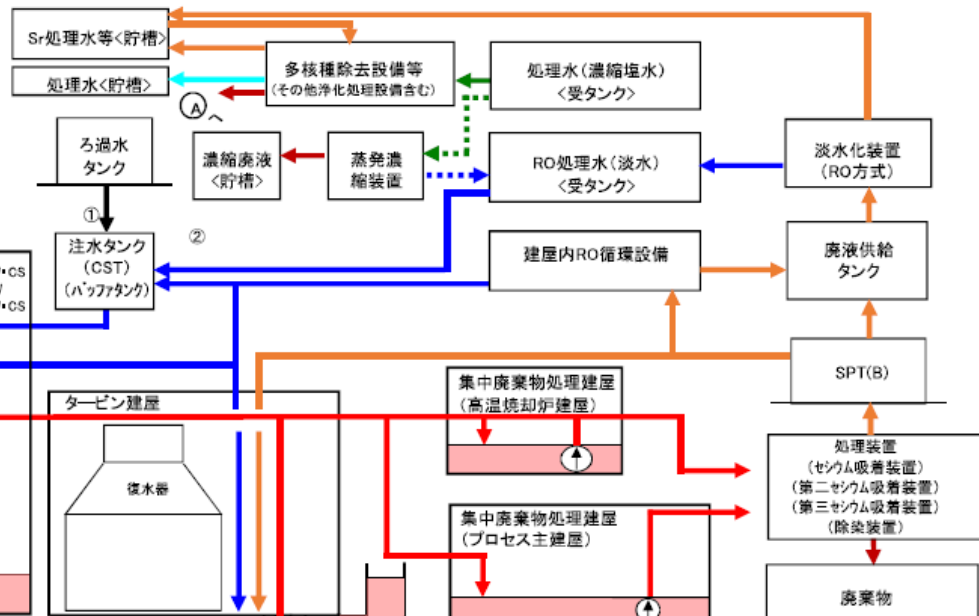 Sr処理水等<貯槽>
処理水<貯槽>
多核種除去設備等
(その他浄化処理設備含む)
処理水(濃縮塩水)
<受タンク>
A へ
ろ過水
タンク
濃縮廃液
<貯槽>
蒸発濃
縮装置
RO処理水(淡水)
<受タンク>
淡水化装置
(RO方式)
①
②
注水タンク
(CST)
(バッファタンク)
建屋内RO循環設備
廃液供給
タンク
・CS
・CS
SPT(B)
タービン建屋
復水器
集中廃棄物処理建屋
(高温焼却炉建屋)
処理装置
(セシウム吸着装置)
(第二セシウム吸着装置)
(第三セシウム吸着装置)
(除染装置)
集中廃棄物処理建屋
(プロセス主建屋)
廃棄物